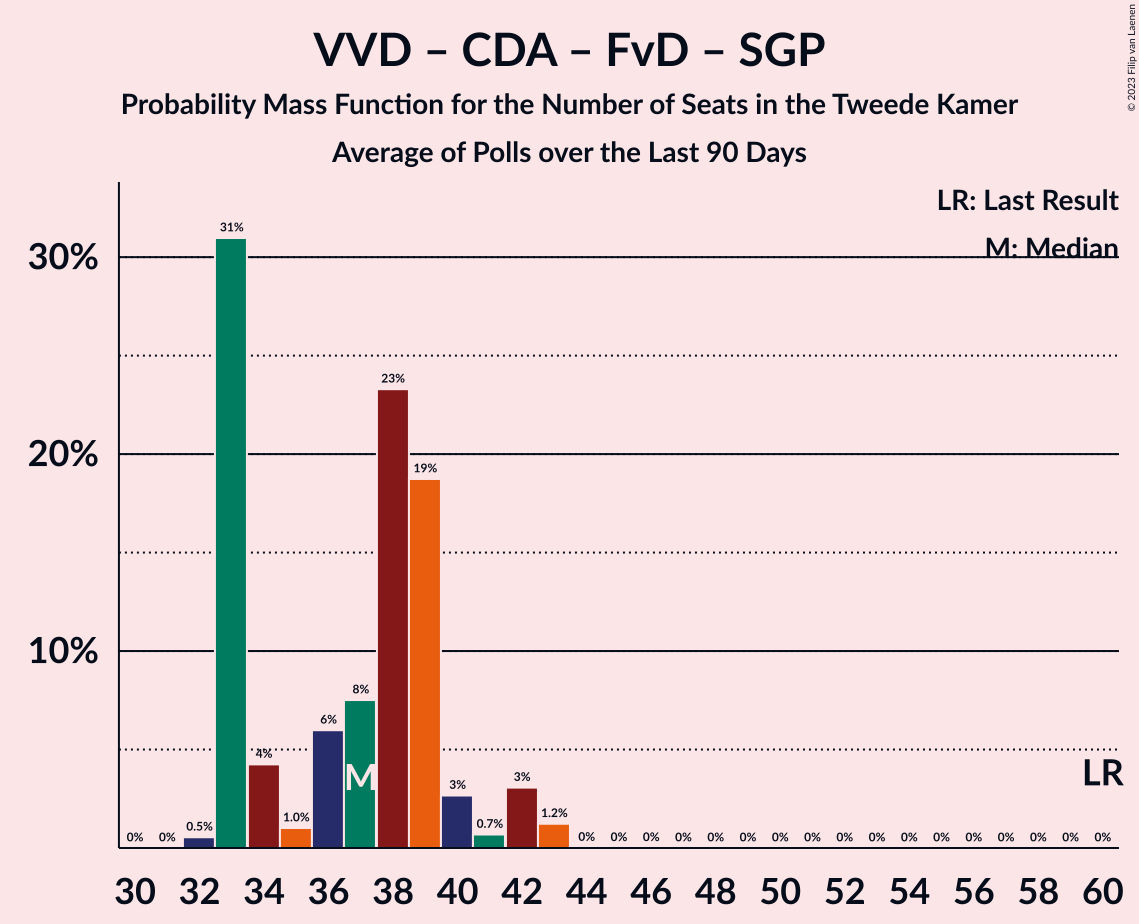 VVD – CDA – FvD – SGP
Probability Mass Function for the Number of Seats in the Tweede Kamer
Average of Polls over the Last 90 Days
© 2023 Filip van Laenen
LR: Last Result
M: Median
30%
20%
10%
0% 0% 0.5% 31% 4% 1.0% 6% 8% 23% 19% 3% 0.7% 3% 1.2% 0% 0% 0% 0% 0% 0% 0% 0% 0% 0% 0% 0% 0% 0% 0% 0% 0%
M
LR
30 32 34 36 38 40 42 44 46 48 50 52 54 56 58 60